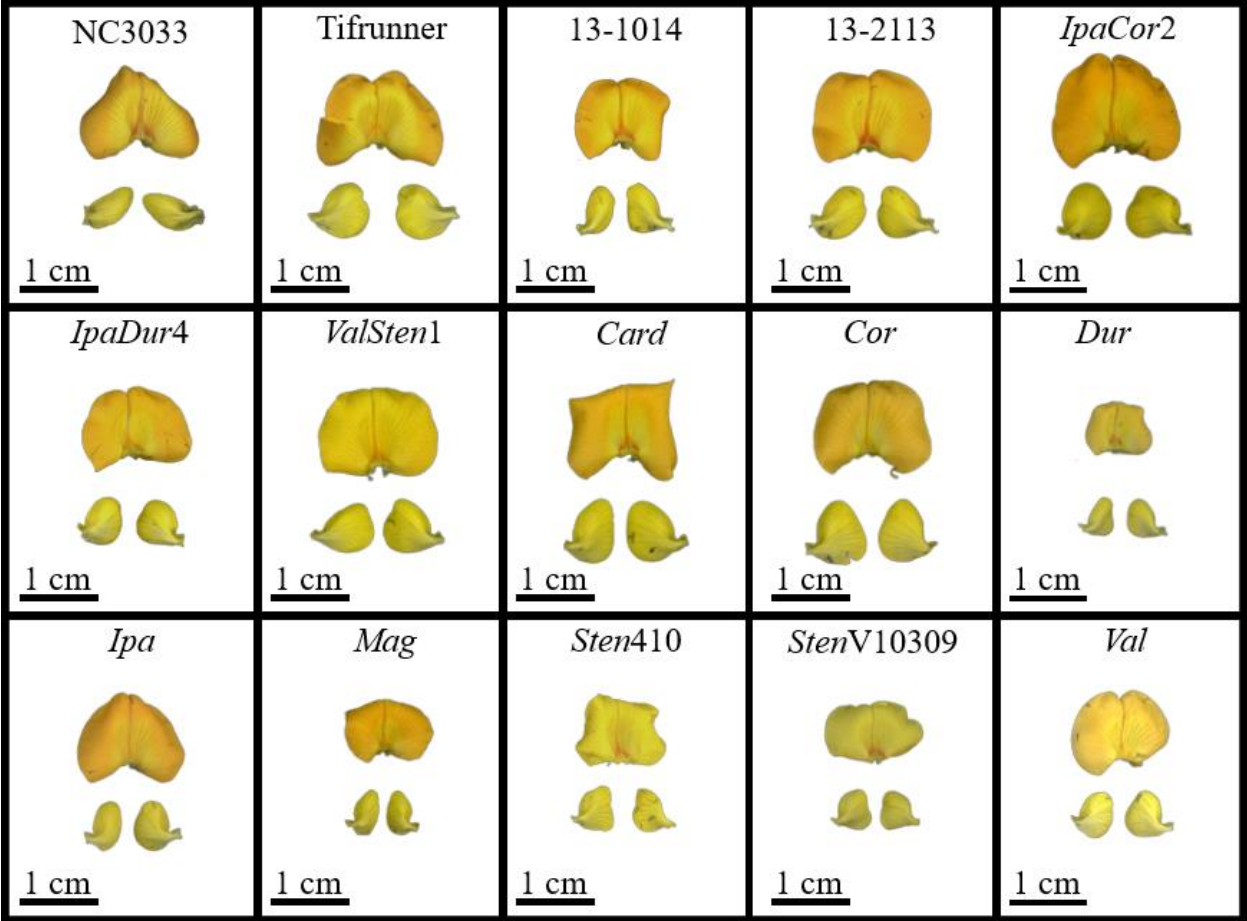 NC3033
Tifrunner
13-1014
13-2113
IpaCor2
1 cm
1 cm
1 cm
1 cm
1 cm
IpaDur4
ValSten1
Card
Cor
Dur
1 cm
1 cm
1 cm
1 cm
1 cm
Ipa
Mag
Sten410
StenV10309
Val
1 cm
1 cm
1 cm
1 cm
1 cm